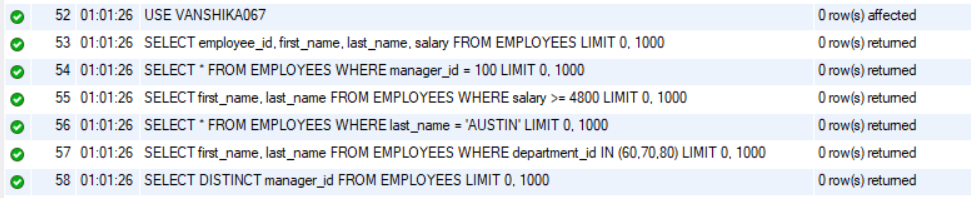 52 01:01:26 USE VANSHIKA067 0 row(s) affected
53 01:01:26 SELECT employee_id, first_name, last_name, salary FROM EMPLOYEES LIMIT 0, 1000 0 row(s) returned
54 01:01:26 SELECT * FROM EMPLOYEES WHERE manager_id = 100 LIMIT 0, 1000 0 row(s) returned
55 01:01:26 SELECT first_name, last_name FROM EMPLOYEES WHERE salary >= 4800 LIMIT 0, 1000 0 row(s) returned
56 01:01:26 SELECT * FROM EMPLOYEES WHERE last_name = 'AUSTIN' LIMIT 0, 1000 0 row(s) returned
57 01:01:26 SELECT first_name, last_name FROM EMPLOYEES WHERE department_id IN (60,70,80) LIMIT 0, 1000 0 row(s) returned
58 01:01:26 SELECT DISTINCT manager_id FROM EMPLOYEES LIMIT 0, 1000 0 row(s) returned